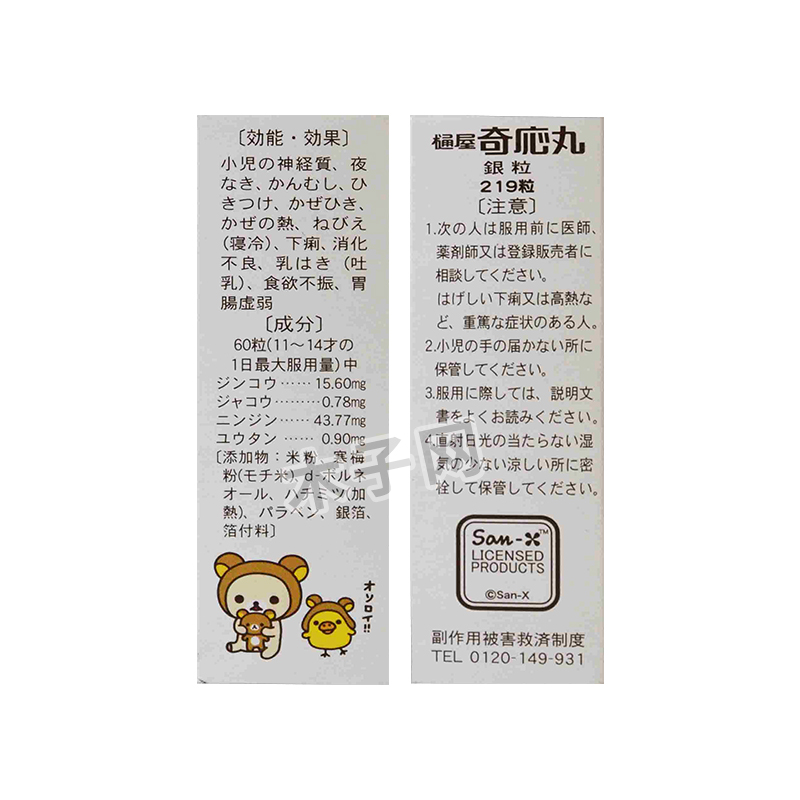 〔効能・効果〕
小児の神経質、夜
なき、かんむし、ひ
きつけ、かぜひき、
かぜの熱、ねびえ
（寝冷）、下痢、消化
不良、乳はき（吐
乳）、食欲不振、胃
腸虚弱
〔成分〕
60粒(11〜14才の
1日最大服用量)中
ジンコウ……15.60mg
ジャコウ………0.78mg
ニンジン……43.77mg
ユウタン……0.90mg
〔添加物：米粉、寒梅
粉(モチ米)、d-ボルネ
オール、ハチミツ(加
熱)、パラベン、銀箔、
箔付料〕
オソロイ!!
樋屋奇応丸
銀粒
219粒
〔注意〕
1.次の人は服用前に医師、
薬剤師又は登録販売者に
相談してください。
はげしい下痢又は高熱な
ど、重篤な症状のある人。
2.小児の手の届かない所に
保管してください。
3.服用に際しては、説明文
書をよくお読みください。
4.直射日光の当たらない湿
気の少ない涼しい所に密
栓して保管してください。
San-X™
LICENSED
PRODUCTS
©San-X
副作用被害救済制度
TEL 0120-149-931
木子网